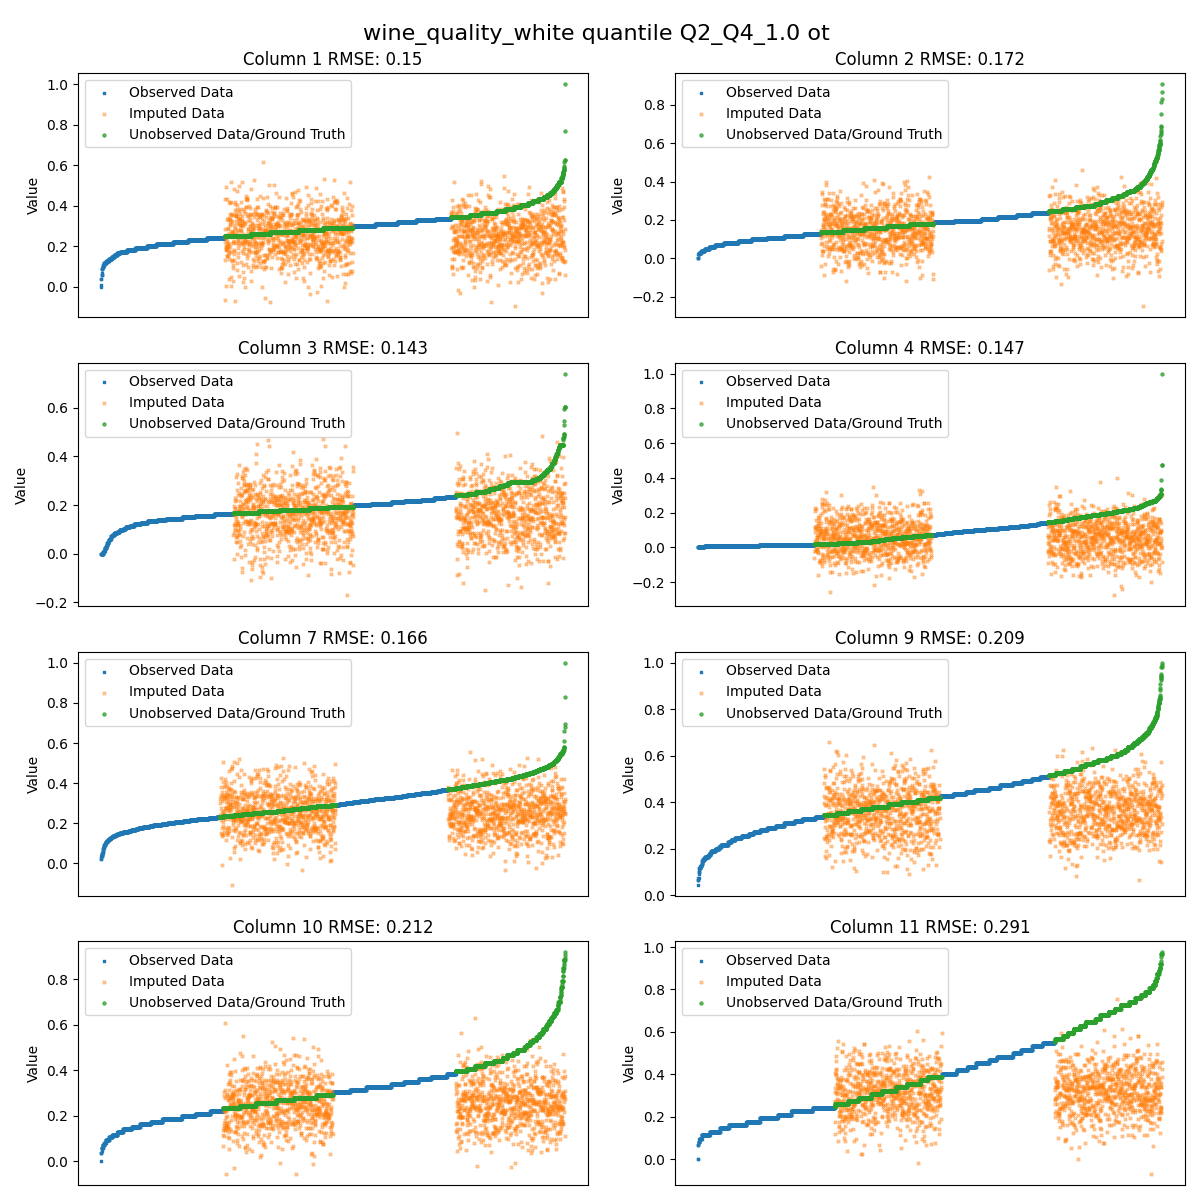 wine_quality_white quantile Q2_Q4_1.0 ot
Column 1 RMSE: 0.15
Value
1.0
0.8
0.6
0.4
0.2
0.0
Observed Data
Imputed Data
Unobserved Data/Ground Truth
Column 2 RMSE: 0.172
Value
0.8
0.6
0.4
0.2
0.0
−0.2
Observed Data
Imputed Data
Unobserved Data/Ground Truth
Column 3 RMSE: 0.143
Value
0.6
0.4
0.2
0.0
−0.2
Observed Data
Imputed Data
Unobserved Data/Ground Truth
Column 4 RMSE: 0.147
Value
1.0
0.8
0.6
0.4
0.2
0.0
−0.2
Observed Data
Imputed Data
Unobserved Data/Ground Truth
Column 7 RMSE: 0.166
Value
1.0
0.8
0.6
0.4
0.2
0.0
Observed Data
Imputed Data
Unobserved Data/Ground Truth
Column 9 RMSE: 0.209
Value
1.0
0.8
0.6
0.4
0.2
0.0
Observed Data
Imputed Data
Unobserved Data/Ground Truth
Column 10 RMSE: 0.212
Value
0.8
0.6
0.4
0.2
0.0
Observed Data
Imputed Data
Unobserved Data/Ground Truth
Column 11 RMSE: 0.291
Value
1.0
0.8
0.6
0.4
0.2
0.0
Observed Data
Imputed Data
Unobserved Data/Ground Truth